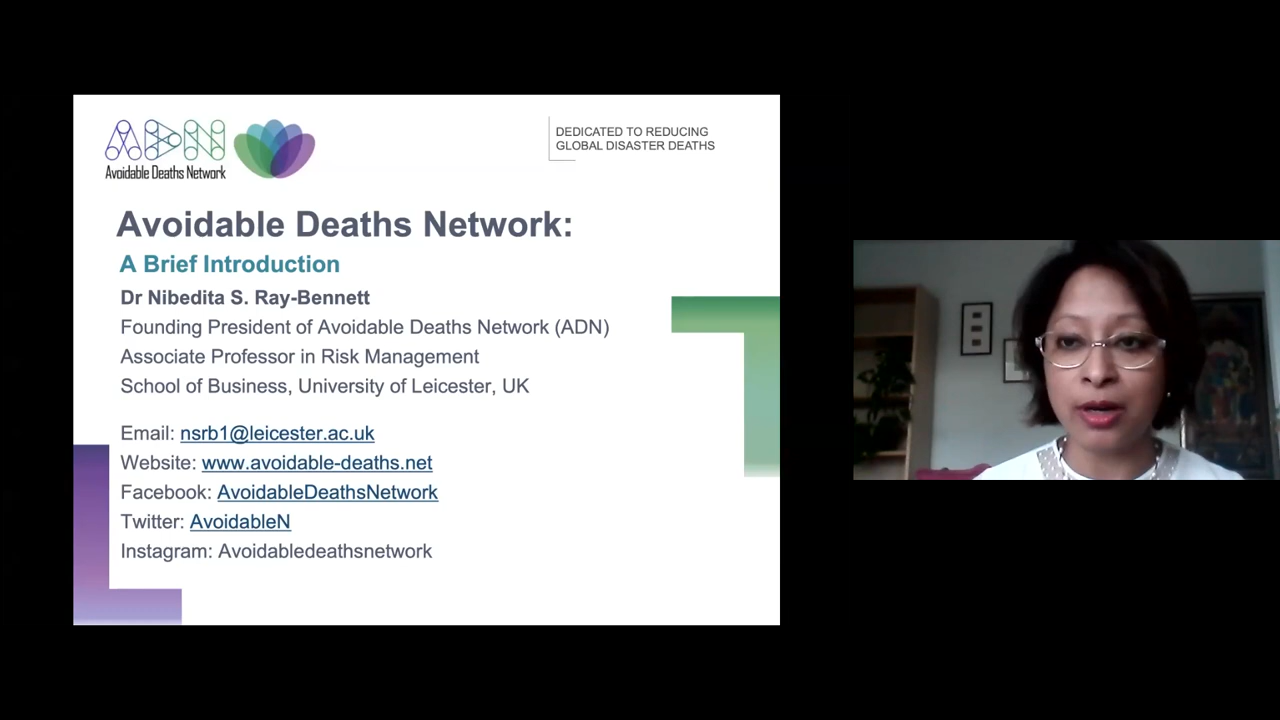 ADN
Avoidable Deaths Network
DEDICATED TO REDUCING
GLOBAL DISASTER DEATHS
Avoidable Deaths Network:
A Brief Introduction
Dr Nibedita S. Ray-Bennett
Founding President of Avoidable Deaths Network (ADN)
Associate Professor in Risk Management
School of Business, University of Leicester, UK
Email: nsrb1@leicester.ac.uk
Website: www.avoidable-deaths.net
Facebook: AvoidableDeathsNetwork
Twitter: AvoidableN
Instagram: Avoidabledeathsnetwork